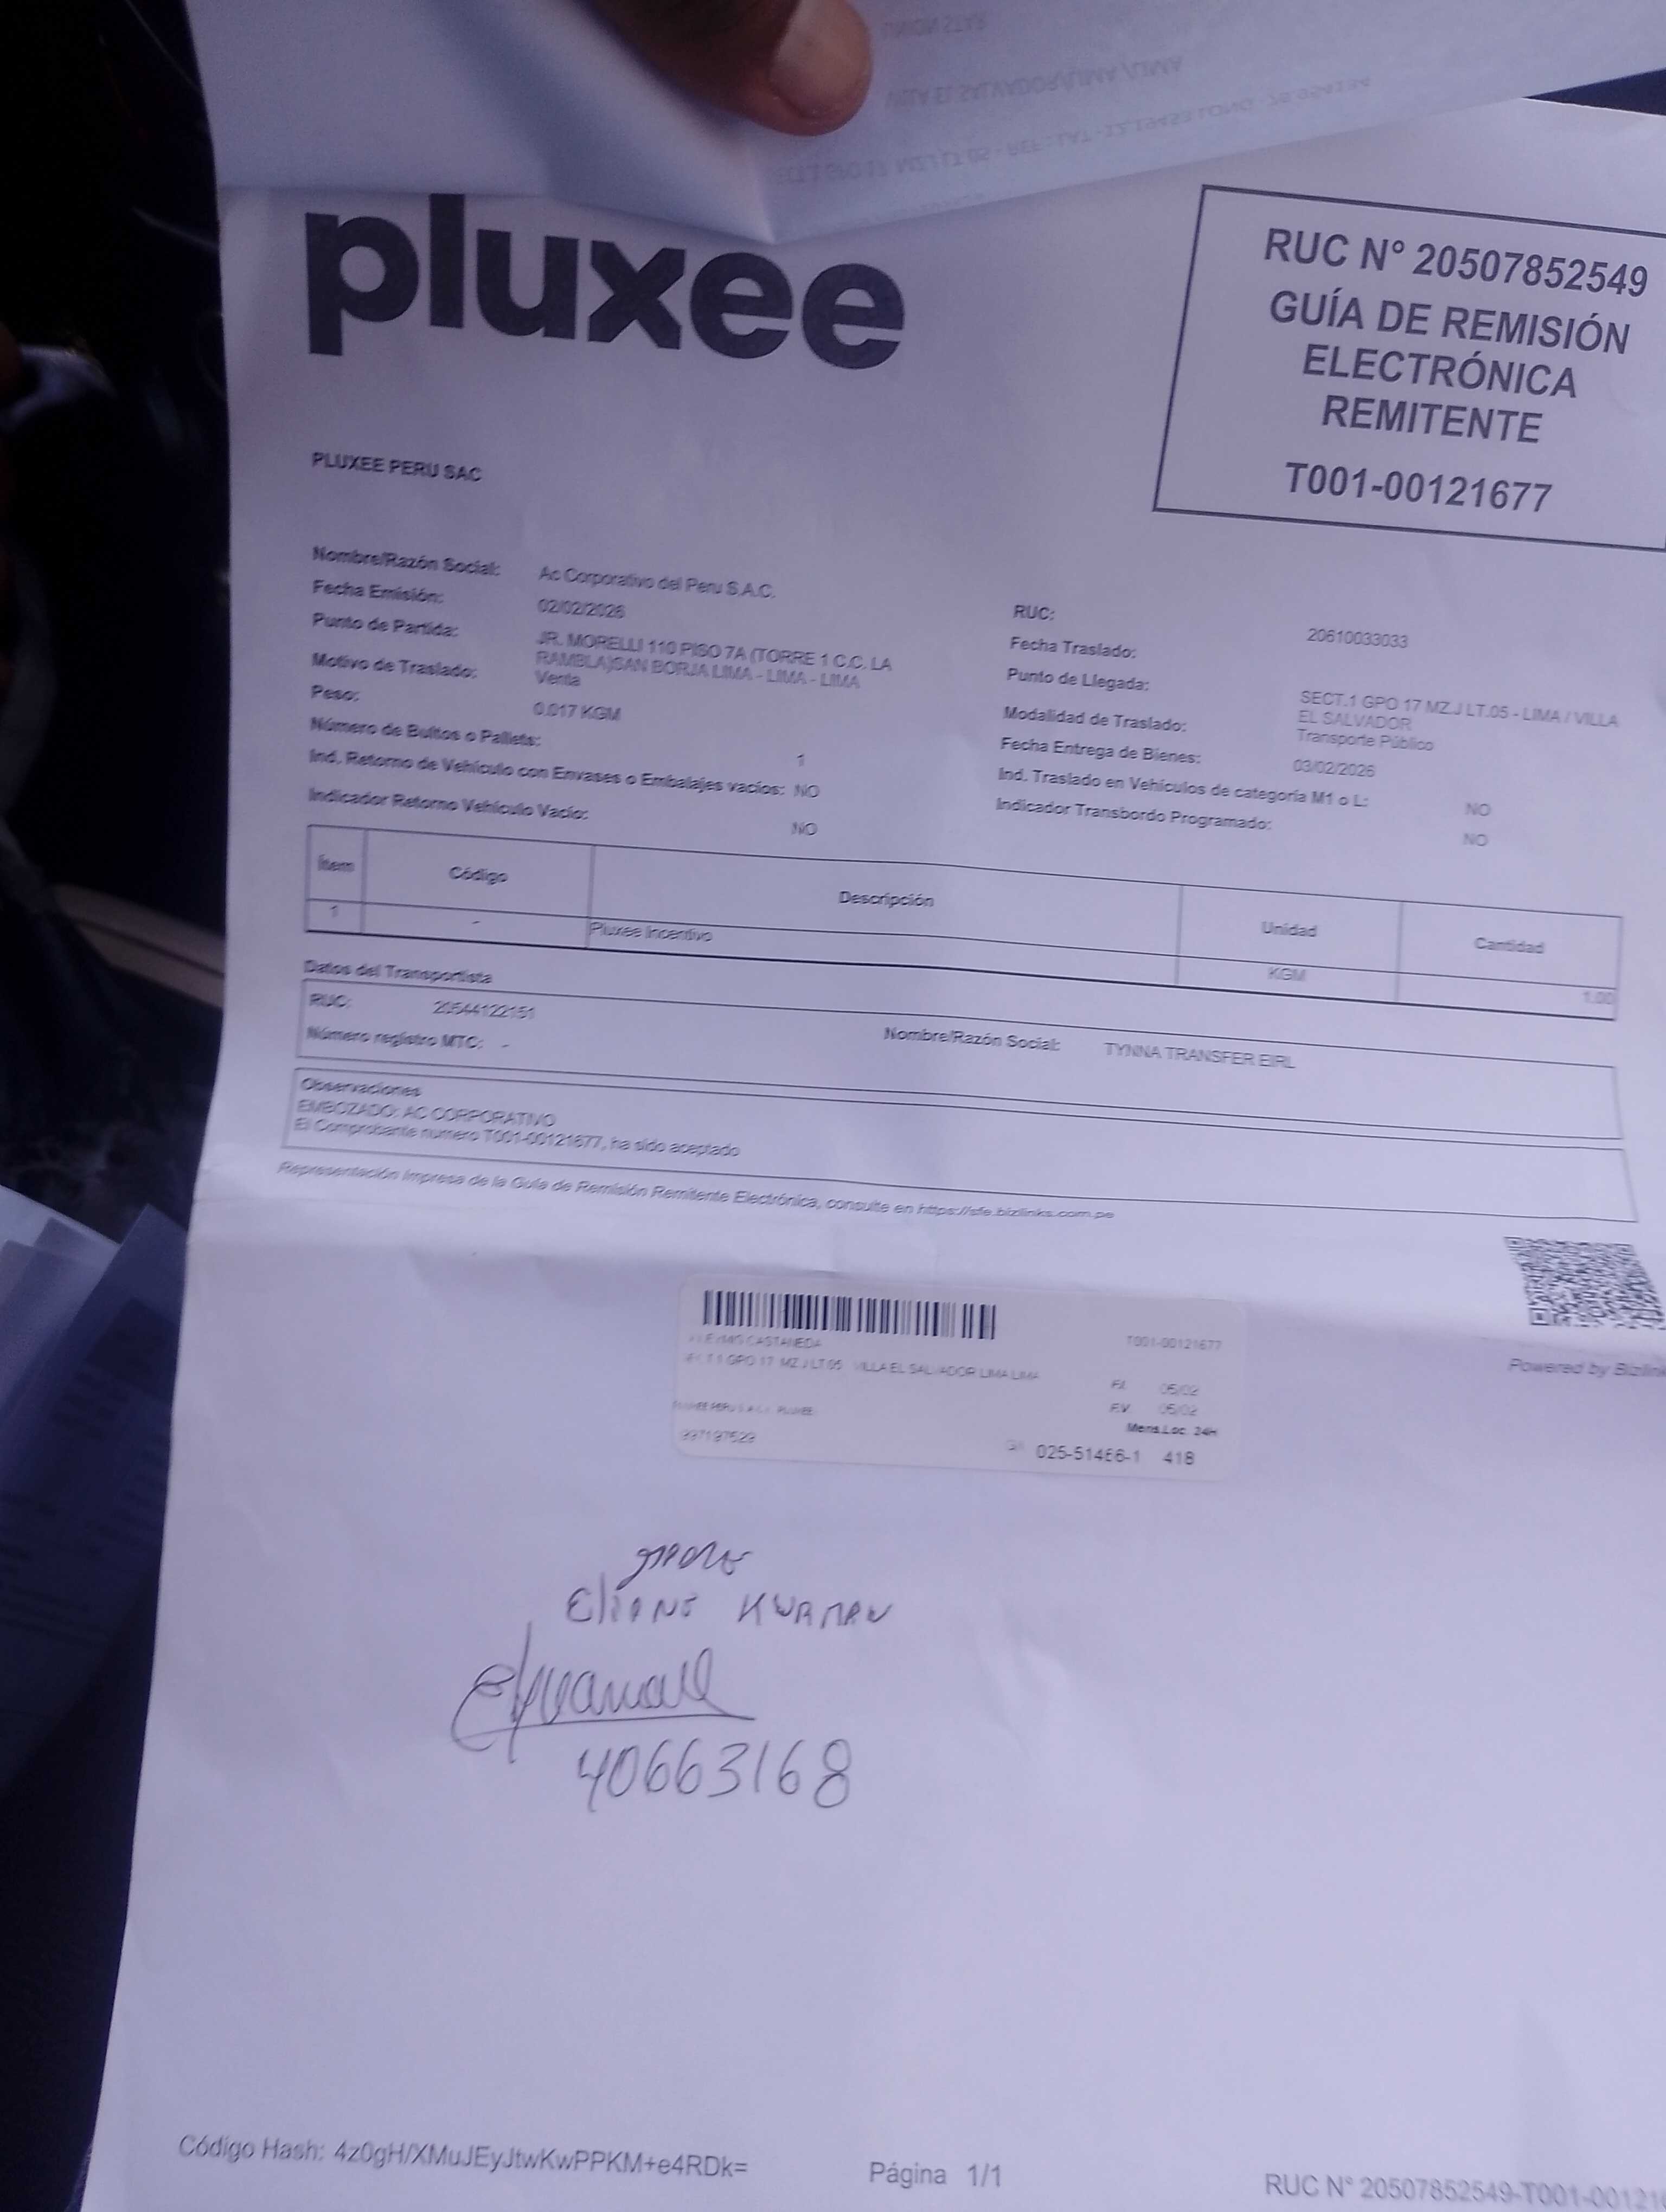 pluxee
RUC N° 20507852549
GUÍA DE REMISIÓN
ELECTRÓNICA
REMITENTE
T001-00121677
PLUXEE PERU SAC
Nombre/Razón Social: Ac Corporativo del Peru S.A.C.
Fecha Emisión: 02/02/2026
Punto de Partida: JR. MORELLI 110 PISO 7A (TORRE 1 C.C. LA
RAMBLA)SAN BORJA LIMA - LIMA - LIMA
Motivo de Traslado: Venta
Peso: 0.017 KGM
Número de Bultos o Pallets: 1
Ind. Retorno de Vehículo con Envases o Embalajes vacíos: NO
Indicador Retorno Vehículo Vacío: NO
RUC: 20610033033
Fecha Traslado:
Punto de Llegada: SECT.1 GPO 17 MZ.J LT.05 - LIMA / VILLA
EL SALVADOR
Modalidad de Traslado: Transporte Público
Fecha Entrega de Bienes: 03/02/2026
Ind. Traslado en Vehículos de categoría M1 o L: NO
Indicador Transbordo Programado: NO
Ítem Código Descripción Unidad Cantidad
1 - Pluxee Incentivo KGM 1.00
Datos del Transportista
RUC: 20544122151 Nombre/Razón Social: TYNNA TRANSFER EIRL
Número registro MTC: -
Observaciones
EMBOZADO: AC CORPORATIVO
El Comprobante número T001-00121677, ha sido aceptado
Representación Impresa de la Guía de Remisión Remitente Electrónica, consulte en https://sfe.bizlinks.com.pe
Powered by Bizlink
CASTANEDA T001-00121677
GPO 17 MZ J LT.05 VILLA EL SALVADOR LIMA LIMA
05/02
F.V. 05/02
Mens.Loc. 24H
997197529
025-51466-1 418
40663168
Código Hash: 4z0gH/XMuJEyJtwKwPPKM+e4RDk=
Página 1/1
RUC N° 20507852549-T001-00121